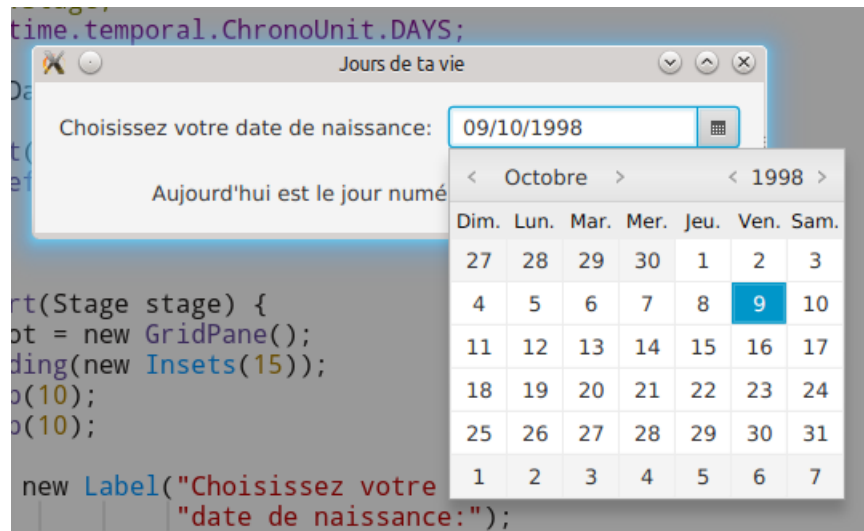 time.temporal.ChronoUnit.DAYS;
Jours de ta vie
Choisissez votre date de naissance: 09/10/1998
Aujourd'hui est le jour numé
< Octobre > < 1998 >
Dim. Lun. Mar. Mer. Jeu. Ven. Sam.
27 28 29 30 1 2 3
4 5 6 7 8 9 10
11 12 13 14 15 16 17
18 19 20 21 22 23 24
25 26 27 28 29 30 31
1 2 3 4 5 6 7
rt(Stage stage) {
ot = new GridPane();
ding(new Insets(15));
p(10);
p(10);
new Label("Choisissez votre
"date de naissance:");